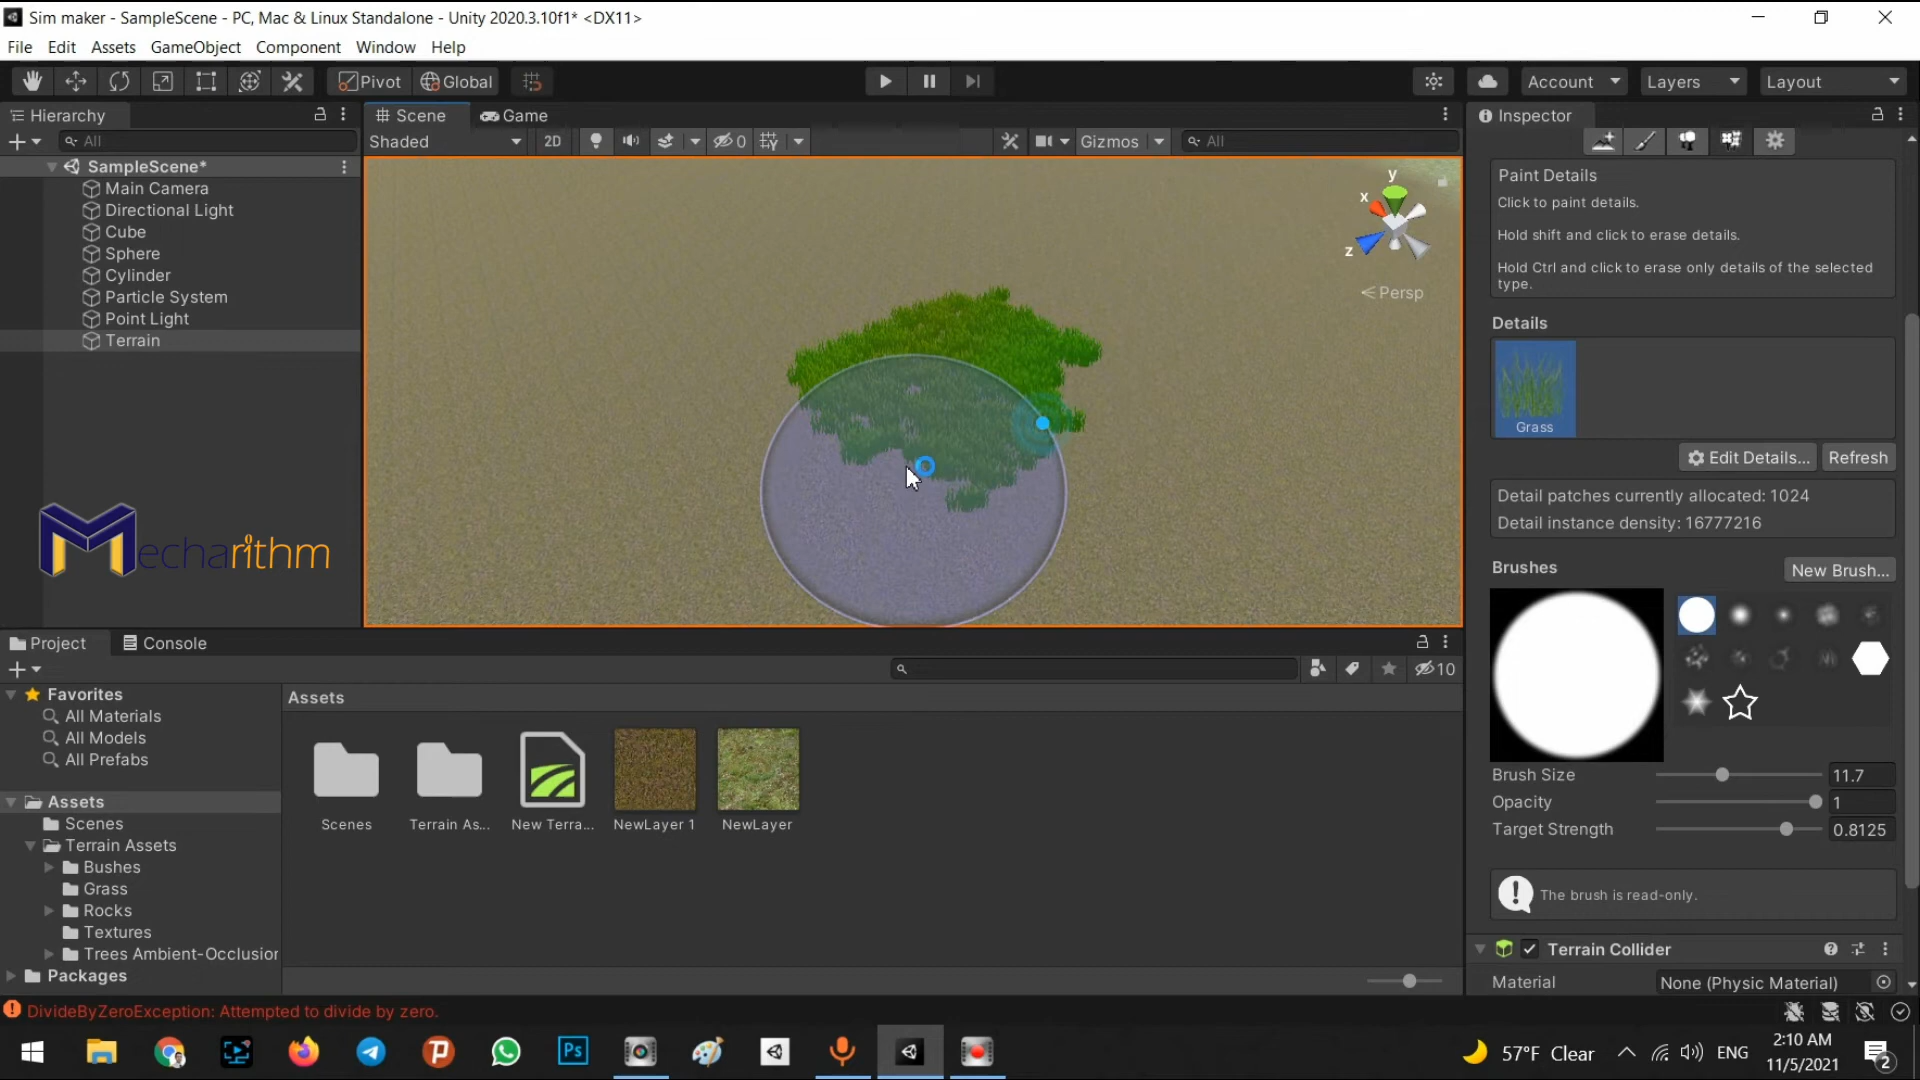 Sim maker - SampleScene - PC, Mac & Linux Standalone - Unity 2020.3.10f1* <DX11>
File Edit Assets GameObject Component Window Help
Pivot Global Account Layers Layout
Hierarchy
All
SampleScene*
Main Camera
Directional Light
Cube
Sphere
Cylinder
Particle System
Point Light
Terrain
Mecharithm
Scene Game
Shaded 2D 0 Gizmos All
y
x
z
Persp
Inspector
Paint Details
Click to paint details.
Hold shift and click to erase details.
Hold Ctrl and click to erase only details of the selected
type.
Details
Grass
Edit Details... Refresh
Detail patches currently allocated: 1024
Detail instance density: 16777216
Brushes New Brush...
Brush Size 11.7
Opacity 1
Target Strength 0.8125
The brush is read-only.
Terrain Collider
Material None (Physic Material)
Project Console
10
Favorites
All Materials
All Models
All Prefabs
Assets
Scenes
Terrain Assets
Bushes
Grass
Rocks
Textures
Trees Ambient-Occlusion
Packages
Assets
Scenes Terrain As... New Terra... NewLayer 1 NewLayer
DivideByZeroException: Attempted to divide by zero.
Ps
57°F Clear ENG
2:10 AM
11/5/2021
2